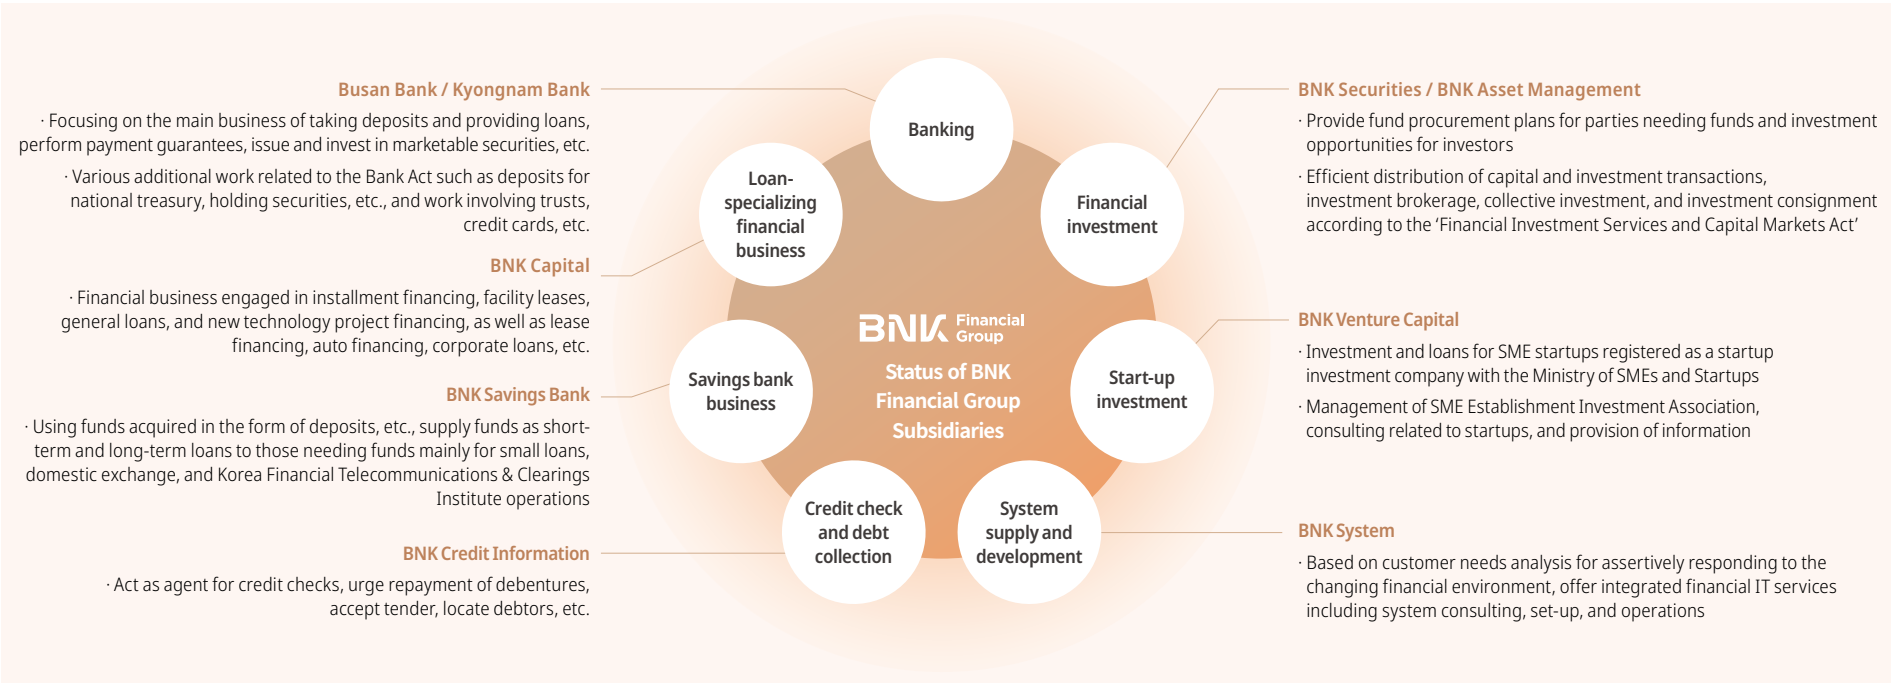 Busan Bank / Kyongnam Bank
· Focusing on the main business of taking deposits and providing loans,
perform payment guarantees, issue and invest in marketable securities, etc.
· Various additional work related to the Bank Act such as deposits for
national treasury, holding securities, etc., and work involving trusts,
credit cards, etc.
BNK Capital
· Financial business engaged in installment financing, facility leases,
general loans, and new technology project financing, as well as lease
financing, auto financing, corporate loans, etc.
BNK Savings Bank
· Using funds acquired in the form of deposits, etc., supply funds as short-
term and long-term loans to those needing funds mainly for small loans,
domestic exchange, and Korea Financial Telecommunications & Clearings
Institute operations
BNK Credit Information
· Act as agent for credit checks, urge repayment of debentures,
accept tender, locate debtors, etc.
Banking
Loan-
specializing
financial
business
Financial
investment
Savings bank
business
Start-up
investment
Credit check
and debt
collection
System
supply and
development
BNK Financial
Group
Status of BNK
Financial Group
Subsidiaries
BNK Securities / BNK Asset Management
· Provide fund procurement plans for parties needing funds and investment
opportunities for investors
· Efficient distribution of capital and investment transactions,
investment brokerage, collective investment, and investment consignment
according to the ‘Financial Investment Services and Capital Markets Act’
BNK Venture Capital
· Investment and loans for SME startups registered as a startup
investment company with the Ministry of SMEs and Startups
· Management of SME Establishment Investment Association,
consulting related to startups, and provision of information
BNK System
· Based on customer needs analysis for assertively responding to the
changing financial environment, offer integrated financial IT services
including system consulting, set-up, and operations